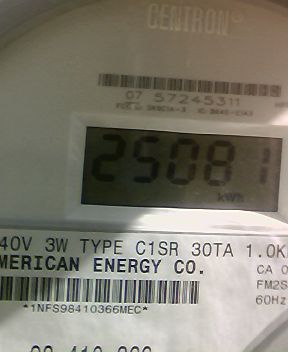 CENTRON®
07 57245311
25081
kWh
40V 3W TYPE C1SR 30TA 1.0K
MERICAN ENERGY CO.
CA 0
FM2S
60Hz
*1NFS98410366MEC*